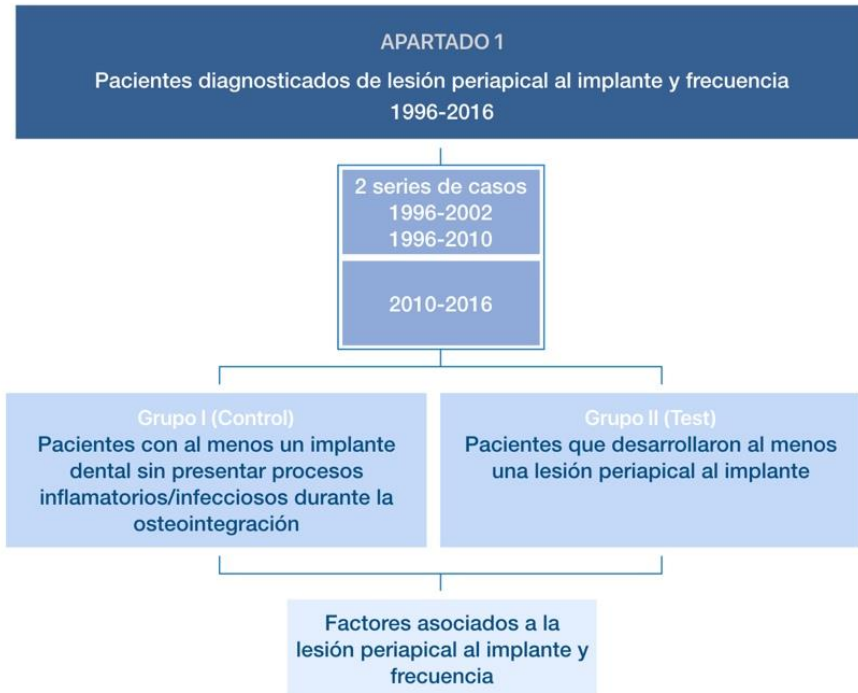 APARTADO 1
Pacientes diagnosticados de lesión periapical al implante y frecuencia
1996-2016
2 series de casos
1996-2002
1996-2010
2010-2016
Grupo I (Control)
Pacientes con al menos un implante
dental sin presentar procesos
inflamatorios/infecciosos durante la
osteointegración
Grupo II (Test)
Pacientes que desarrollaron al menos
una lesión periapical al implante
Factores asociados a la
lesión periapical al implante y
frecuencia